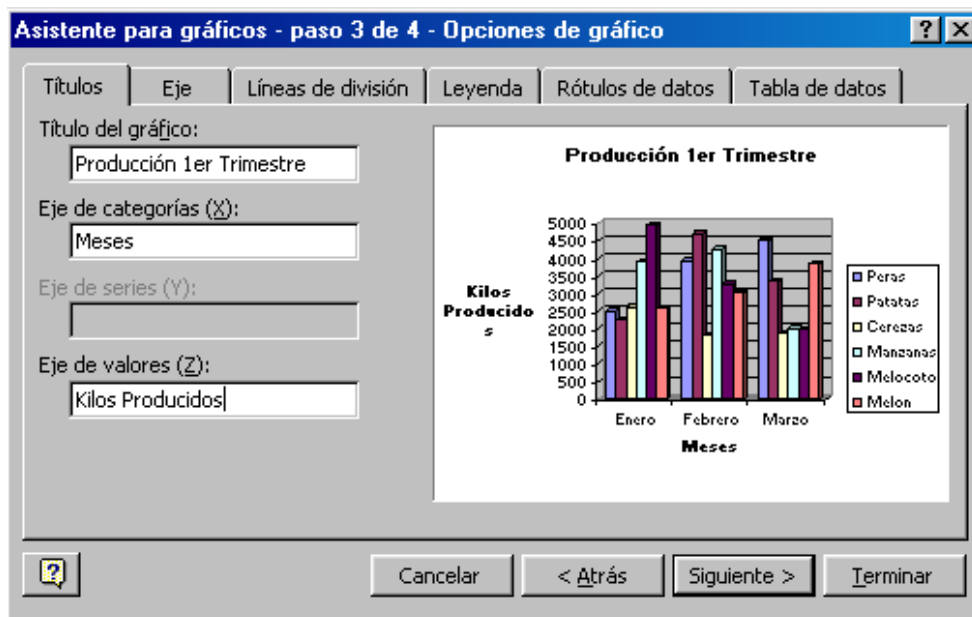 Asistente para gráficos - paso 3 de 4 - Opciones de gráfico
Títulos
Eje
Líneas de división
Leyenda
Rótulos de datos
Tabla de datos
Título del gráfico:
Producción 1er Trimestre
Eje de categorías (X):
Meses
Eje de series (Y):
Eje de valores (Z):
Kilos Producidos
Producción 1er Trimestre
Kilos
Producido
s
5000
4500
4000
3500
3000
2500
2000
1500
1000
500
0
Enero
Febrero
Marzo
Meses
Peras
Patatas
Cerezas
Manzanas
Melocoto
Melon
Cancelar
< Atrás
Siguiente >
Terminar